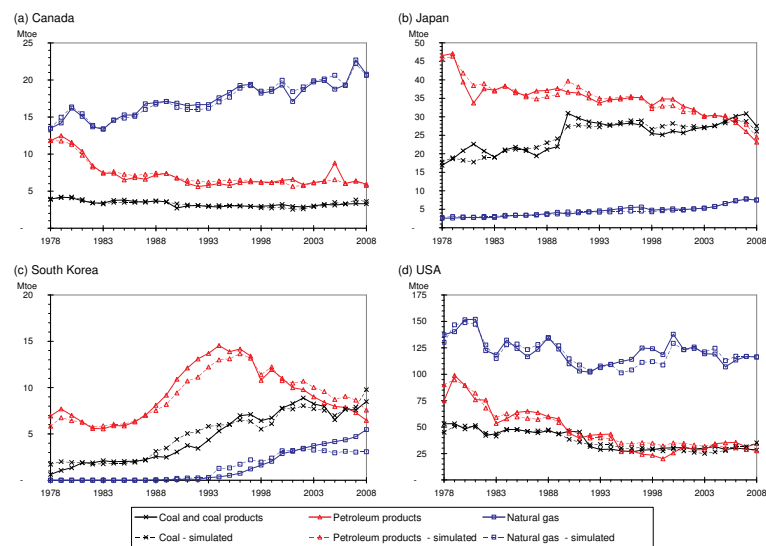 (a) Canada
Mtoe
25
20
15
10
5
-
1978 1983 1988 1993 1998 2003 2008
(b) Japan
Mtoe
50
45
40
35
30
25
20
15
10
5
-
1978 1983 1988 1993 1998 2003 2008
(c) South Korea
Mtoe
20
15
10
5
-
1978 1983 1988 1993 1998 2003 2008
(d) USA
Mtoe
175
150
125
100
75
50
25
-
1978 1983 1988 1993 1998 2003 2008
Coal and coal products Petroleum products Natural gas
Coal - simulated Petroleum products - simulated Natural gas - simulated